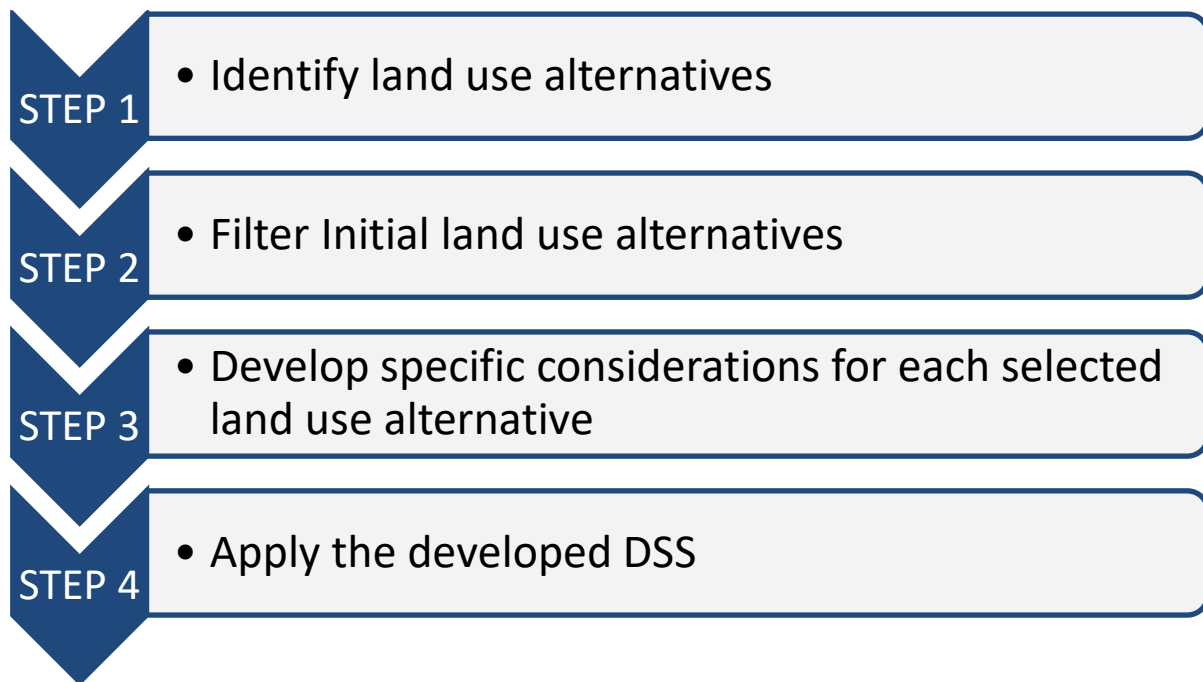 STEP 1
• Identify land use alternatives
STEP 2
• Filter Initial land use alternatives
STEP 3
• Develop specific considerations for each selected
land use alternative
STEP 4
• Apply the developed DSS